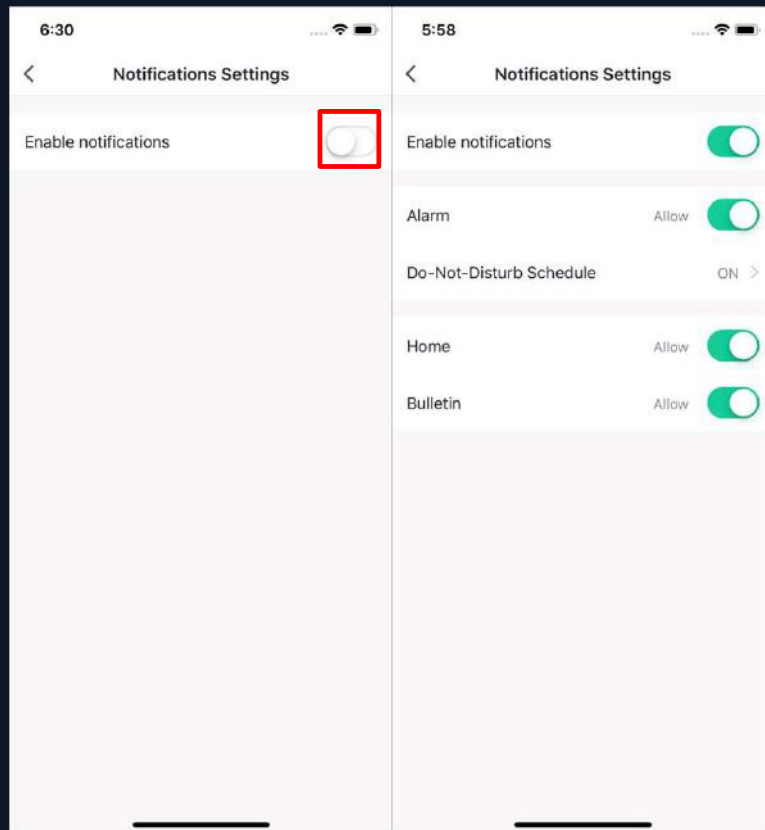 6:30
Notifications Settings
Enable notifications
5:58
Notifications Settings
Enable notifications
Alarm Allow
Do-Not-Disturb Schedule ON
Home Allow
Bulletin Allow